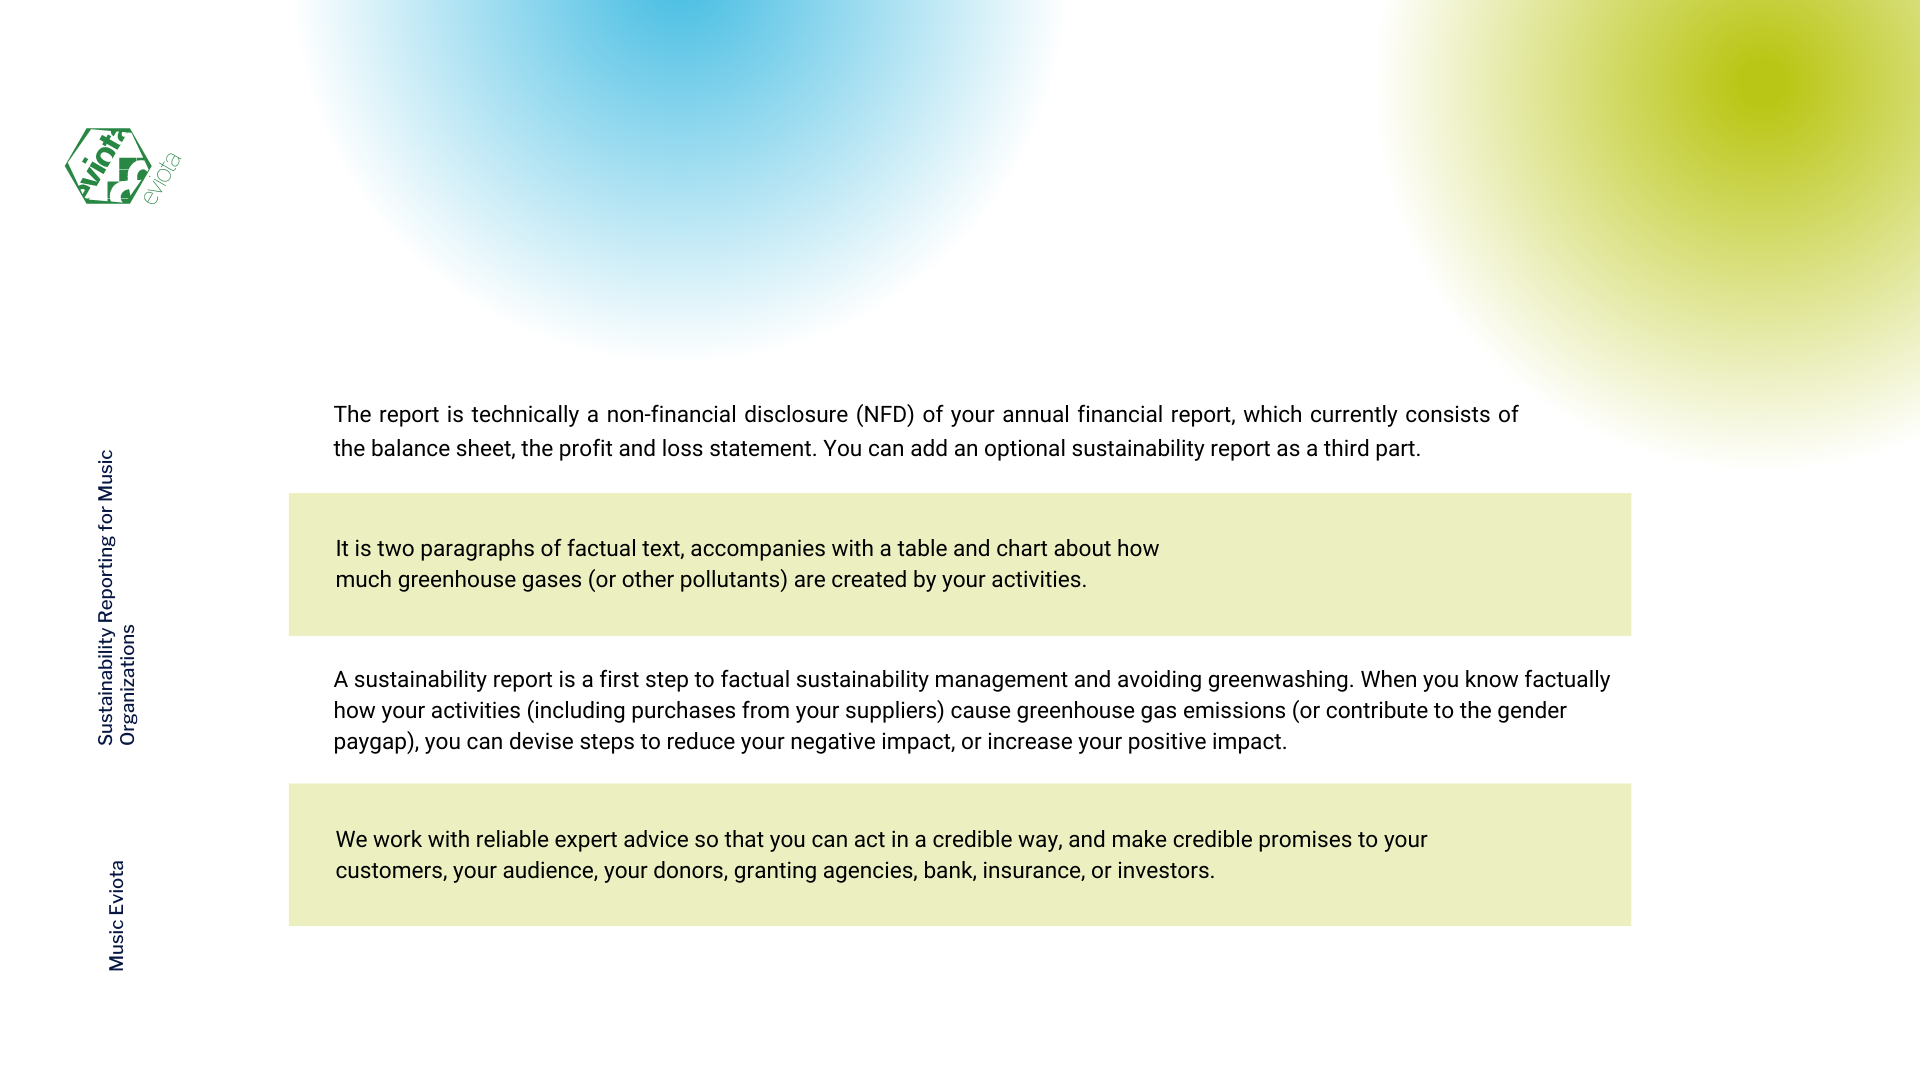 eviota
eviota
The report is technically a non-financial disclosure (NFD) of your annual financial report, which currently consists of
the balance sheet, the profit and loss statement. You can add an optional sustainability report as a third part.
It is two paragraphs of factual text, accompanies with a table and chart about how
much greenhouse gases (or other pollutants) are created by your activities.
A sustainability report is a first step to factual sustainability management and avoiding greenwashing. When you know factually
how your activities (including purchases from your suppliers) cause greenhouse gas emissions (or contribute to the gender
paygap), you can devise steps to reduce your negative impact, or increase your positive impact.
We work with reliable expert advice so that you can act in a credible way, and make credible promises to your
customers, your audience, your donors, granting agencies, bank, insurance, or investors.
Sustainability Reporting for Music
Organizations
Music Eviota